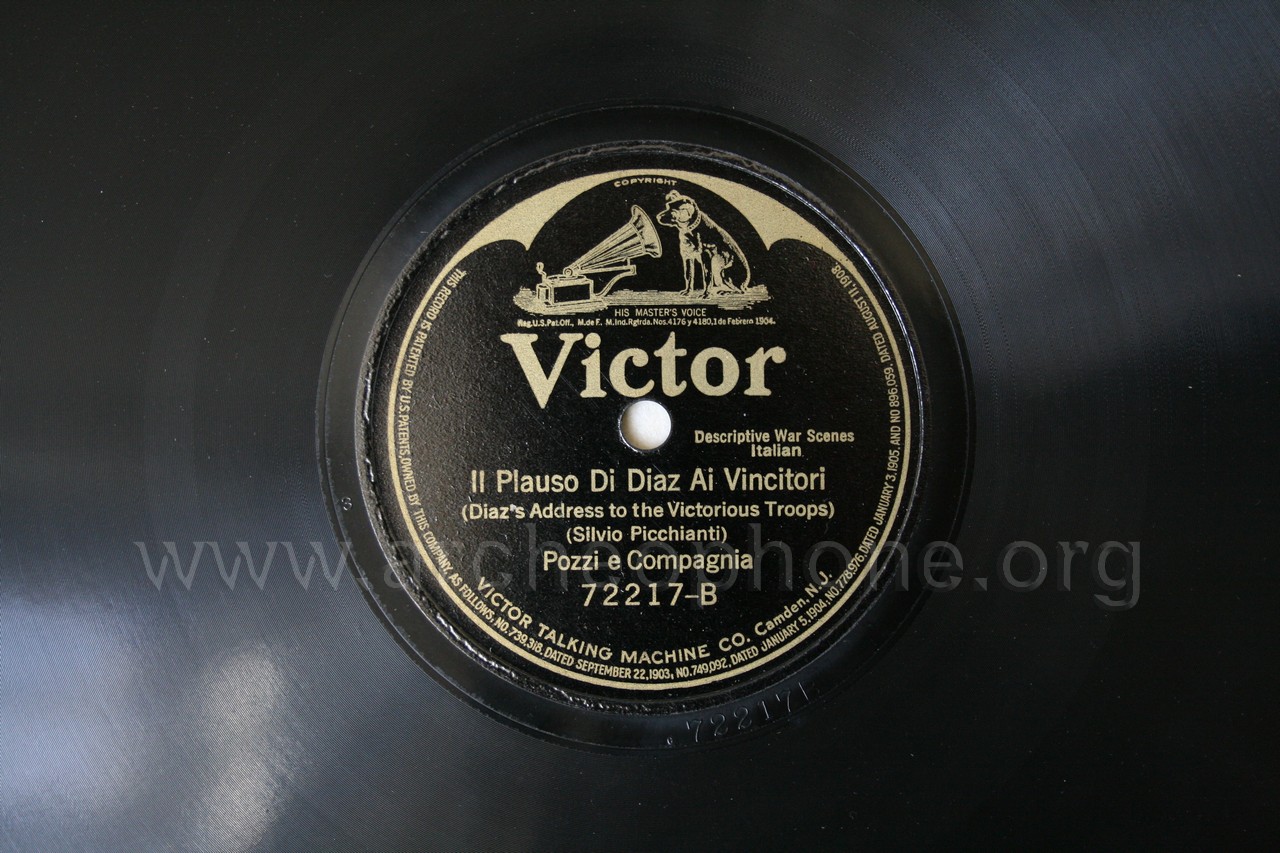 COPYRIGHT
HIS MASTER'S VOICE
Reg.U.S.Pat.Off., M.de F. M.Ind.Rgtrda.Nos.4176 y 4180,1 de Febrero 1904.
Victor
Descriptive War Scenes
Italian
Il Plauso Di Diaz Ai Vincitori
(Diaz's Address to the Victorious Troops)
(Silvio Picchianti)
Pozzi e Compagnia
72217-B
VICTOR TALKING MACHINE CO. Camden, N.J.
THIS RECORD IS PATENTED BY U.S.PATENTS, OWNED BY THIS COMPANY, AS FOLLOWS, NO.739,318, DATED SEPTEMBER 22,1903, NO.749,092, DATED JANUARY 5,1904, NO.778,976, DATED JANUARY 3,1905, AND NO 896,059, DATED AUGUST 11, 1908.
3
www.archeophone.org